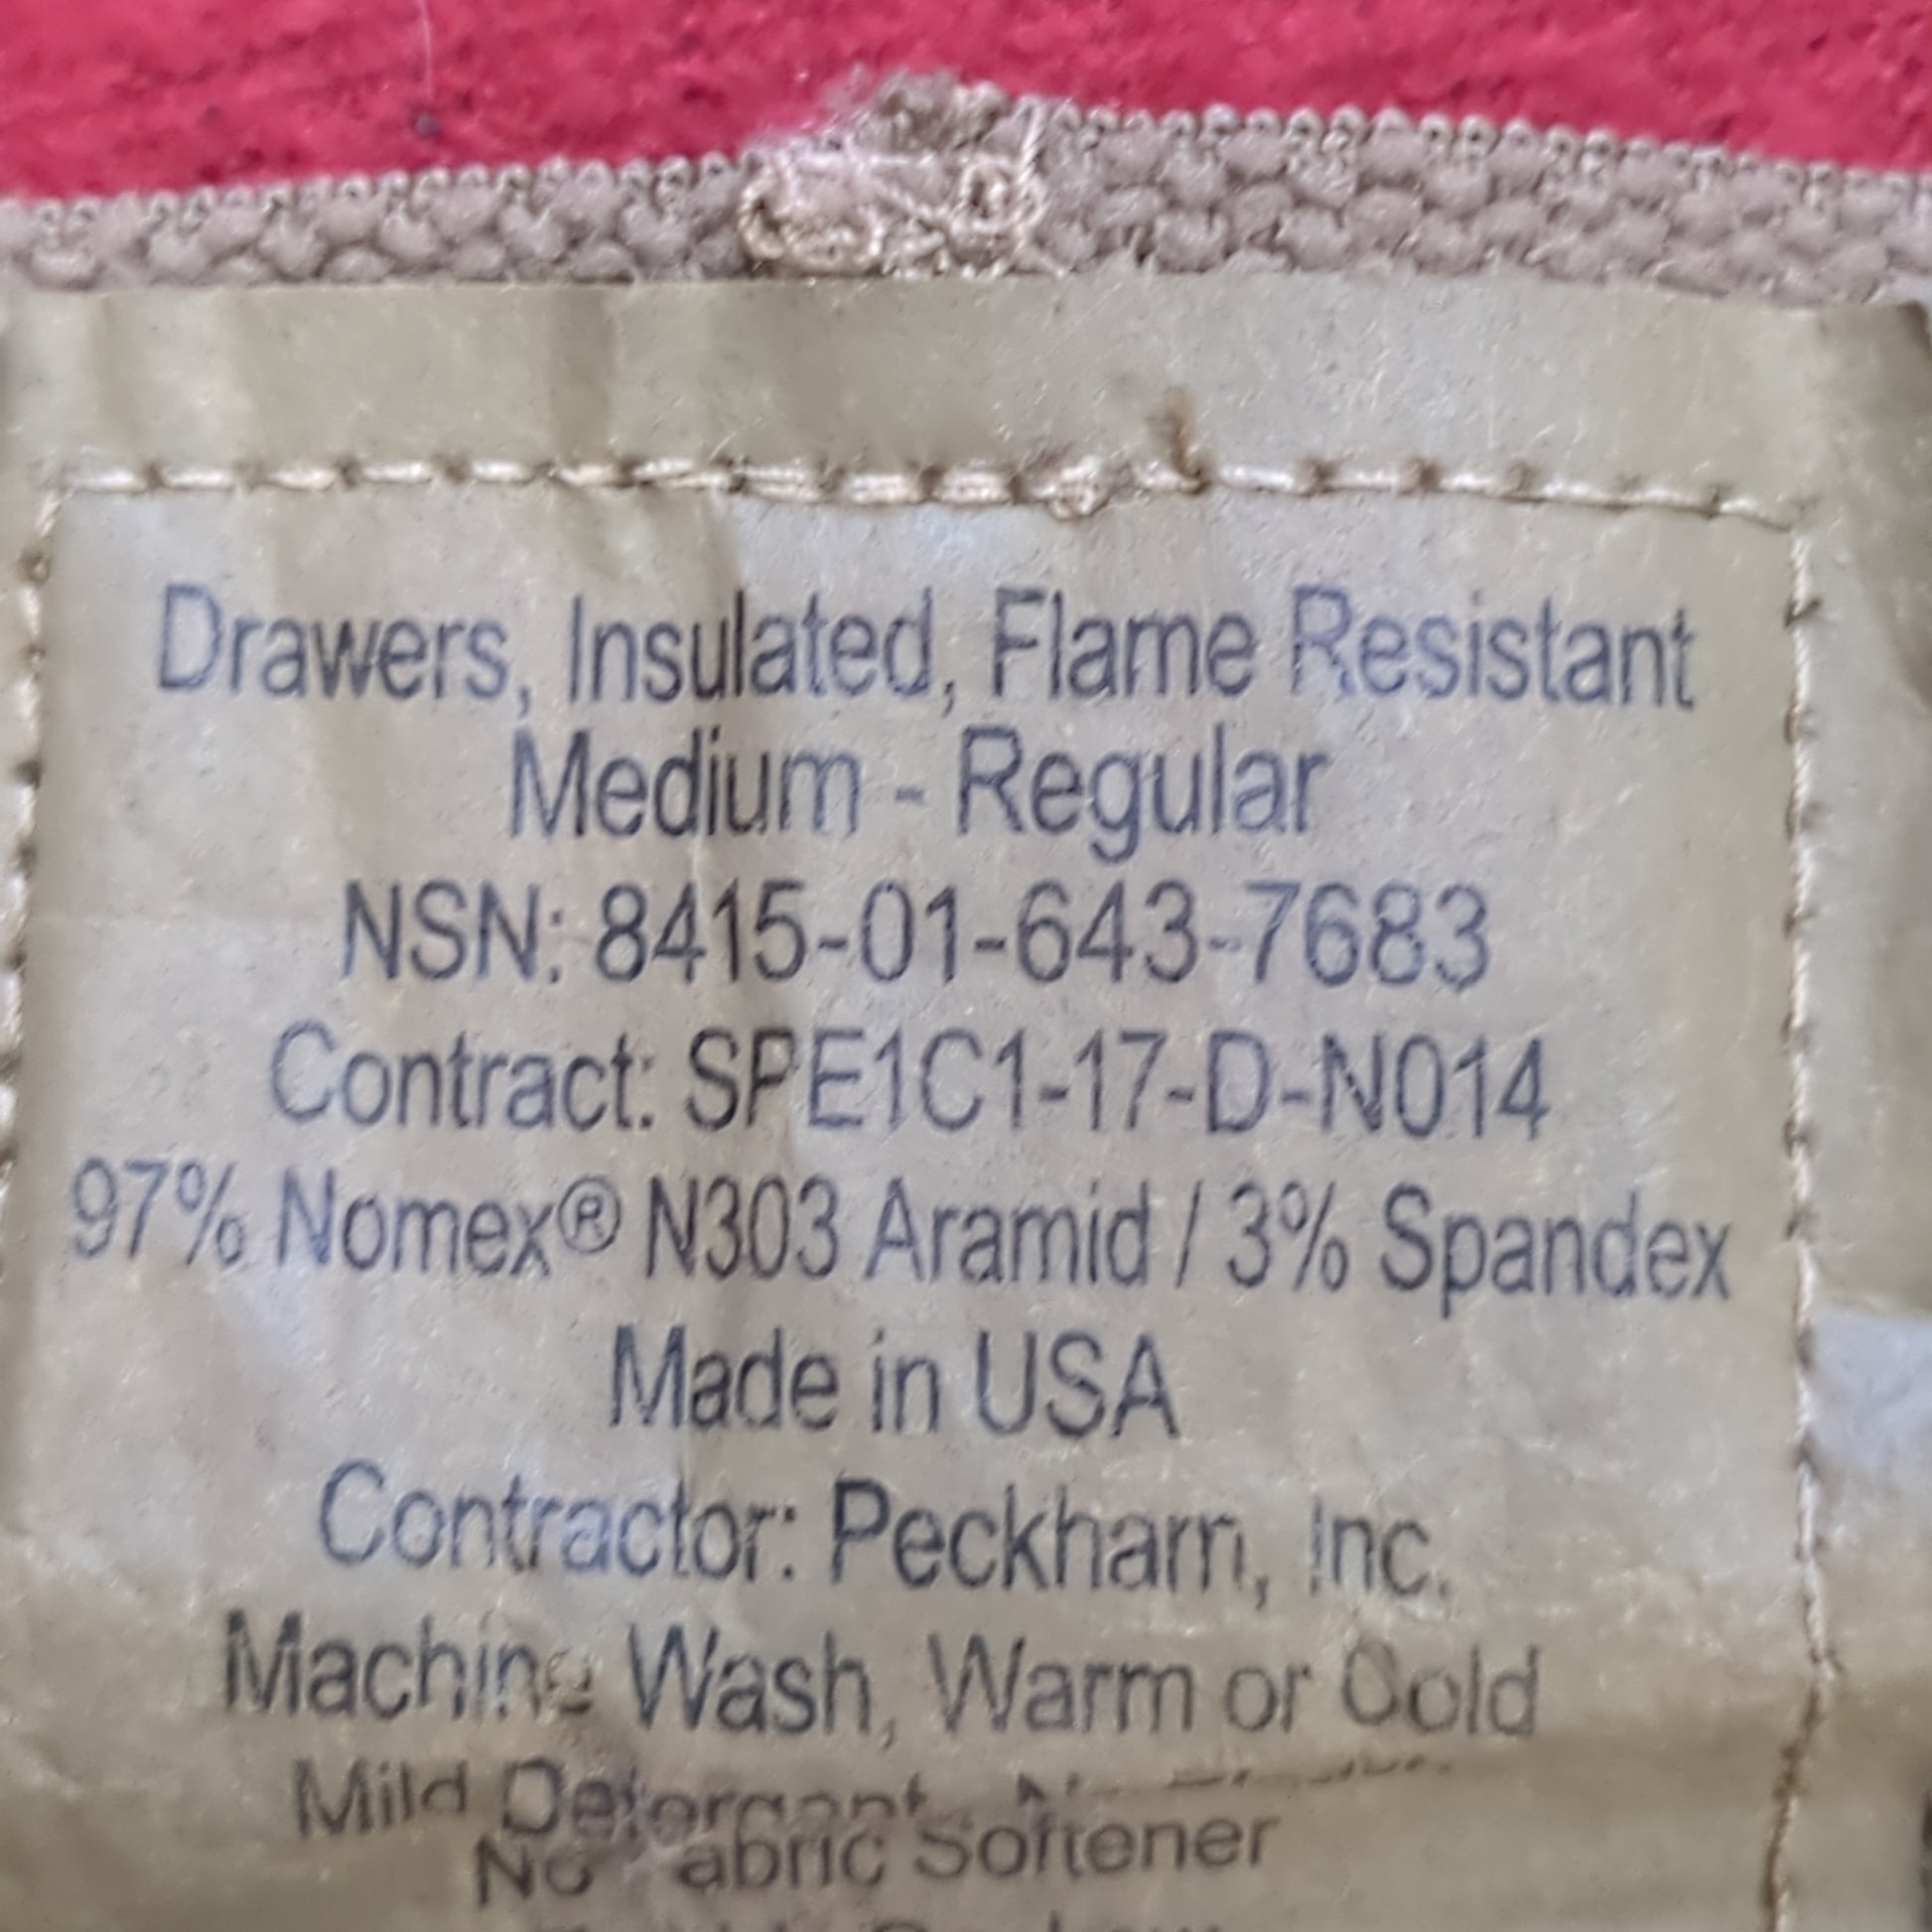 Drawers, Insulated, Flame Resistant
Medium - Regular
NSN: 8415-01-643-7683
Contract: SPE1C1-17-D-N014
97% Nomex® N303 Aramid / 3% Spandex
Made in USA
Contractor: Peckham, Inc.
Machine Wash, Warm or Cold
Mild Detergent,
No Fabric Softener